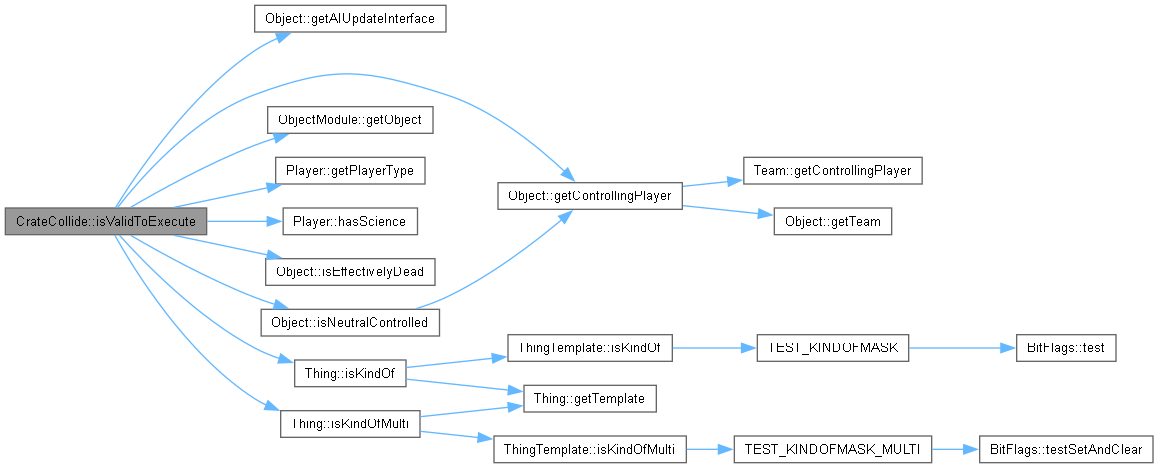 Object::getAIUpdateInterface
ObjectModule::getObject
Player::getPlayerType
Team::getControllingPlayer
Object::getControllingPlayer
CrateCollide::isValidToExecute
Player::hasScience
Object::getTeam
Object::isEffectivelyDead
Object::isNeutralControlled
ThingTemplate::isKindOf
TEST_KINDOFMASK
BitFlags::test
Thing::isKindOf
Thing::getTemplate
Thing::isKindOfMulti
ThingTemplate::isKindOfMulti
TEST_KINDOFMASK_MULTI
BitFlags::testSetAndClear